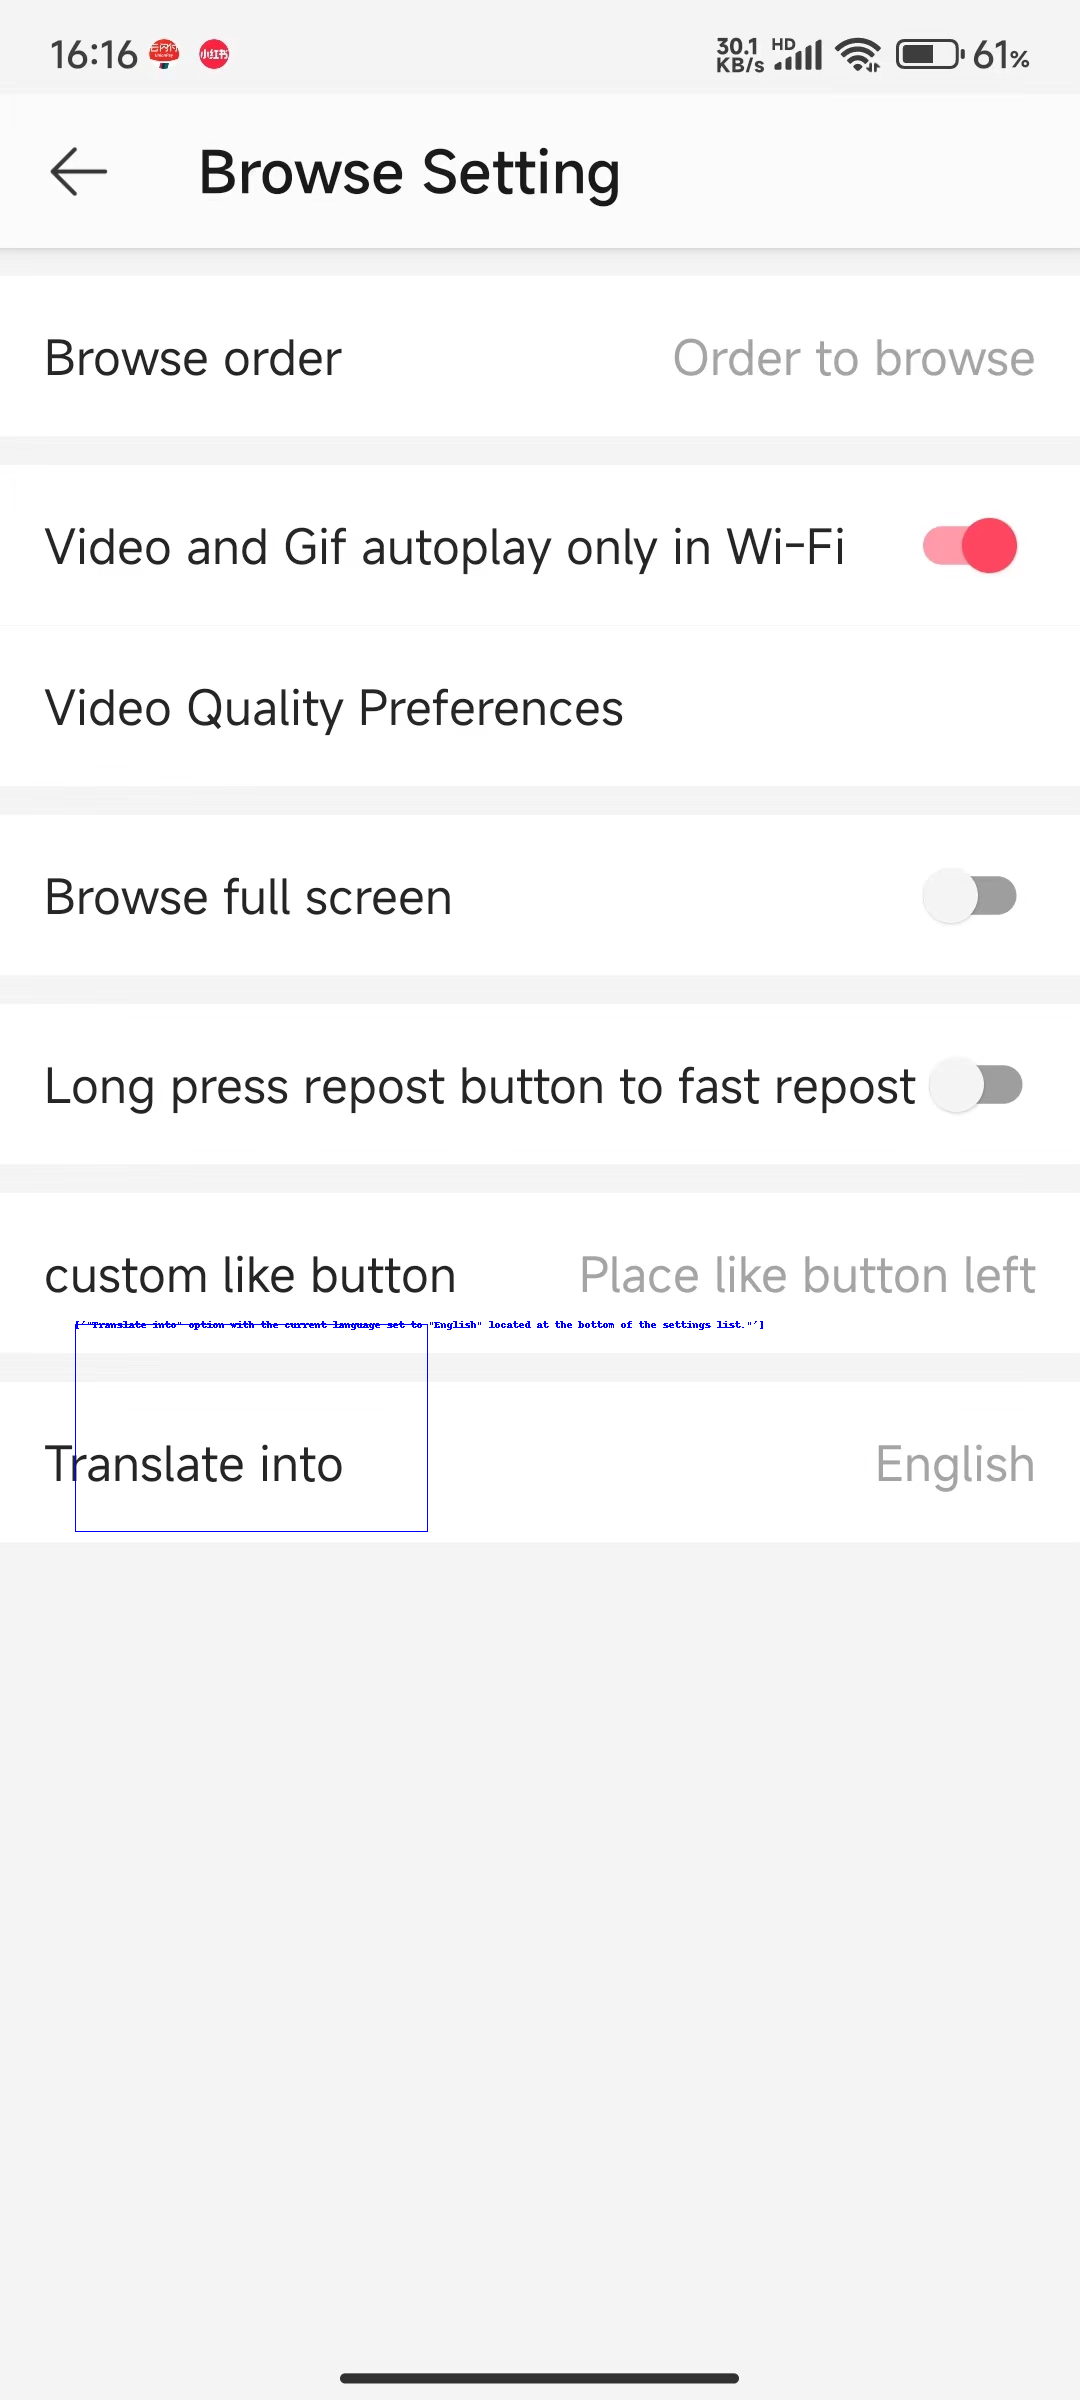 16:16 云闪付 小红书 30.1 KB/s HD 61%
Browse Setting
Browse order Order to browse
Video and Gif autoplay only in Wi-Fi
Video Quality Preferences
Browse full screen
Long press repost button to fast repost
custom like button Place like button left
['"Translate into" option with the current language set to "English" located at the bottom of the settings list."']
Translate into English